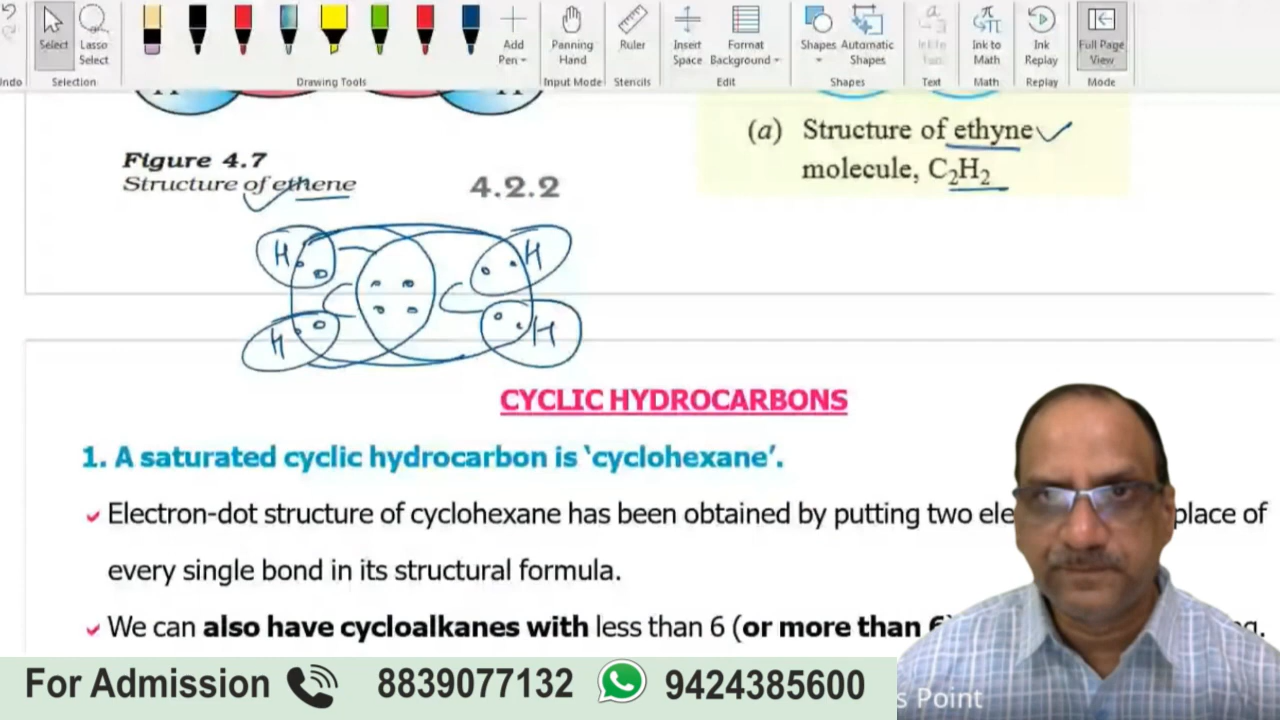 Undo
Select
Lasso
Select
Selection
Drawing Tools
Add
Pen
Panning
Hand
Input Mode
Ruler
Stencils
Insert
Space
Format
Background
Edit
Shapes
Automatic
Shapes
Shapes
Ink to
Text
Ink to
Math
Math
Ink
Replay
Replay
Full Page
View
Mode
Figure 4.7
Structure of ethene
4.2.2
(a) Structure of ethyne
molecule, C₂H₂
H H
C C
H H
CYCLIC HYDROCARBONS
1. A saturated cyclic hydrocarbon is ‘cyclohexane’.
Electron-dot structure of cyclohexane has been obtained by putting two ele place of
every single bond in its structural formula.
We can also have cycloalkanes with less than 6 (or more than 6
For Admission 8839077132 9424385600
s Point